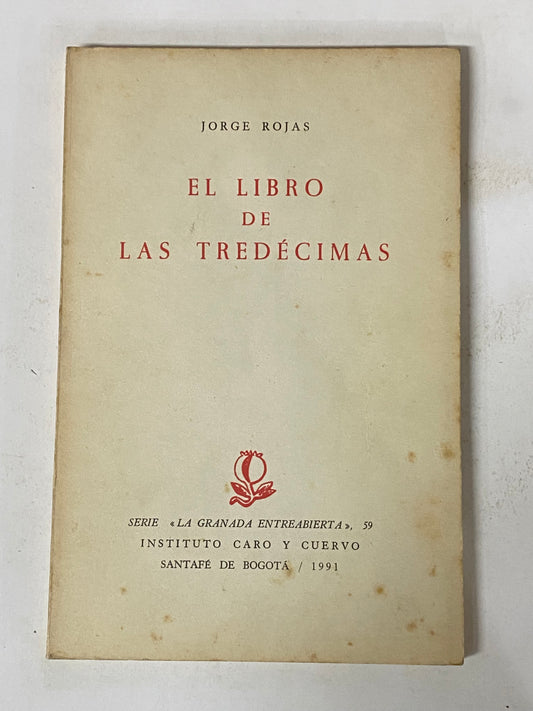 JORGE ROJAS
EL LIBRO
DE
LAS TREDÉCIMAS
SERIE «LA GRANADA ENTREABIERTA», 59
INSTITUTO CARO Y CUERVO
SANTAFÉ DE BOGOTÁ / 1991